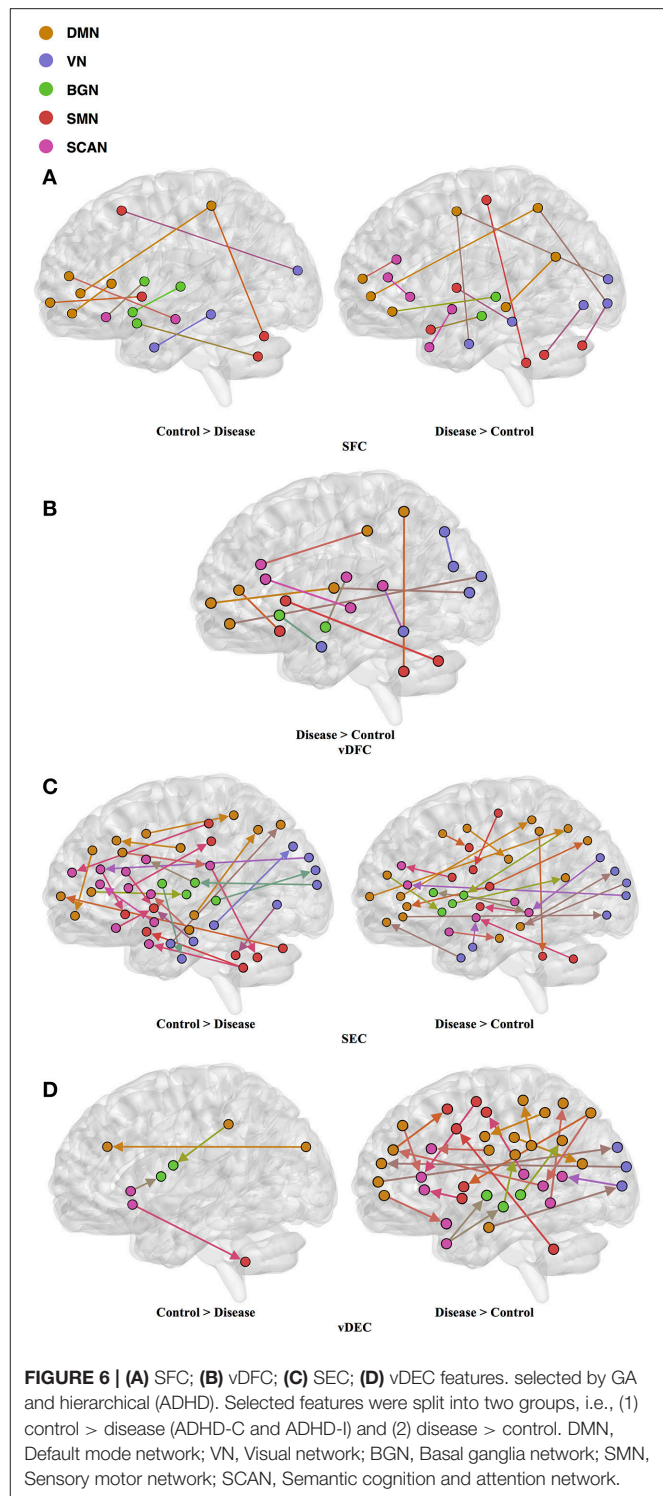 DMN
VN
BGN
SMN
SCAN
A
Control > Disease Disease > Control
SFC
B
Disease > Control
vDFC
C
Control > Disease Disease > Control
SEC
D
Control > Disease Disease > Control
vDEC
FIGURE 6 | (A) SFC; (B) vDFC; (C) SEC; (D) vDEC features. selected by GA
and hierarchical (ADHD). Selected features were split into two groups, i.e., (1)
control > disease (ADHD-C and ADHD-I) and (2) disease > control. DMN,
Default mode network; VN, Visual network; BGN, Basal ganglia network; SMN,
Sensory motor network; SCAN, Semantic cognition and attention network.